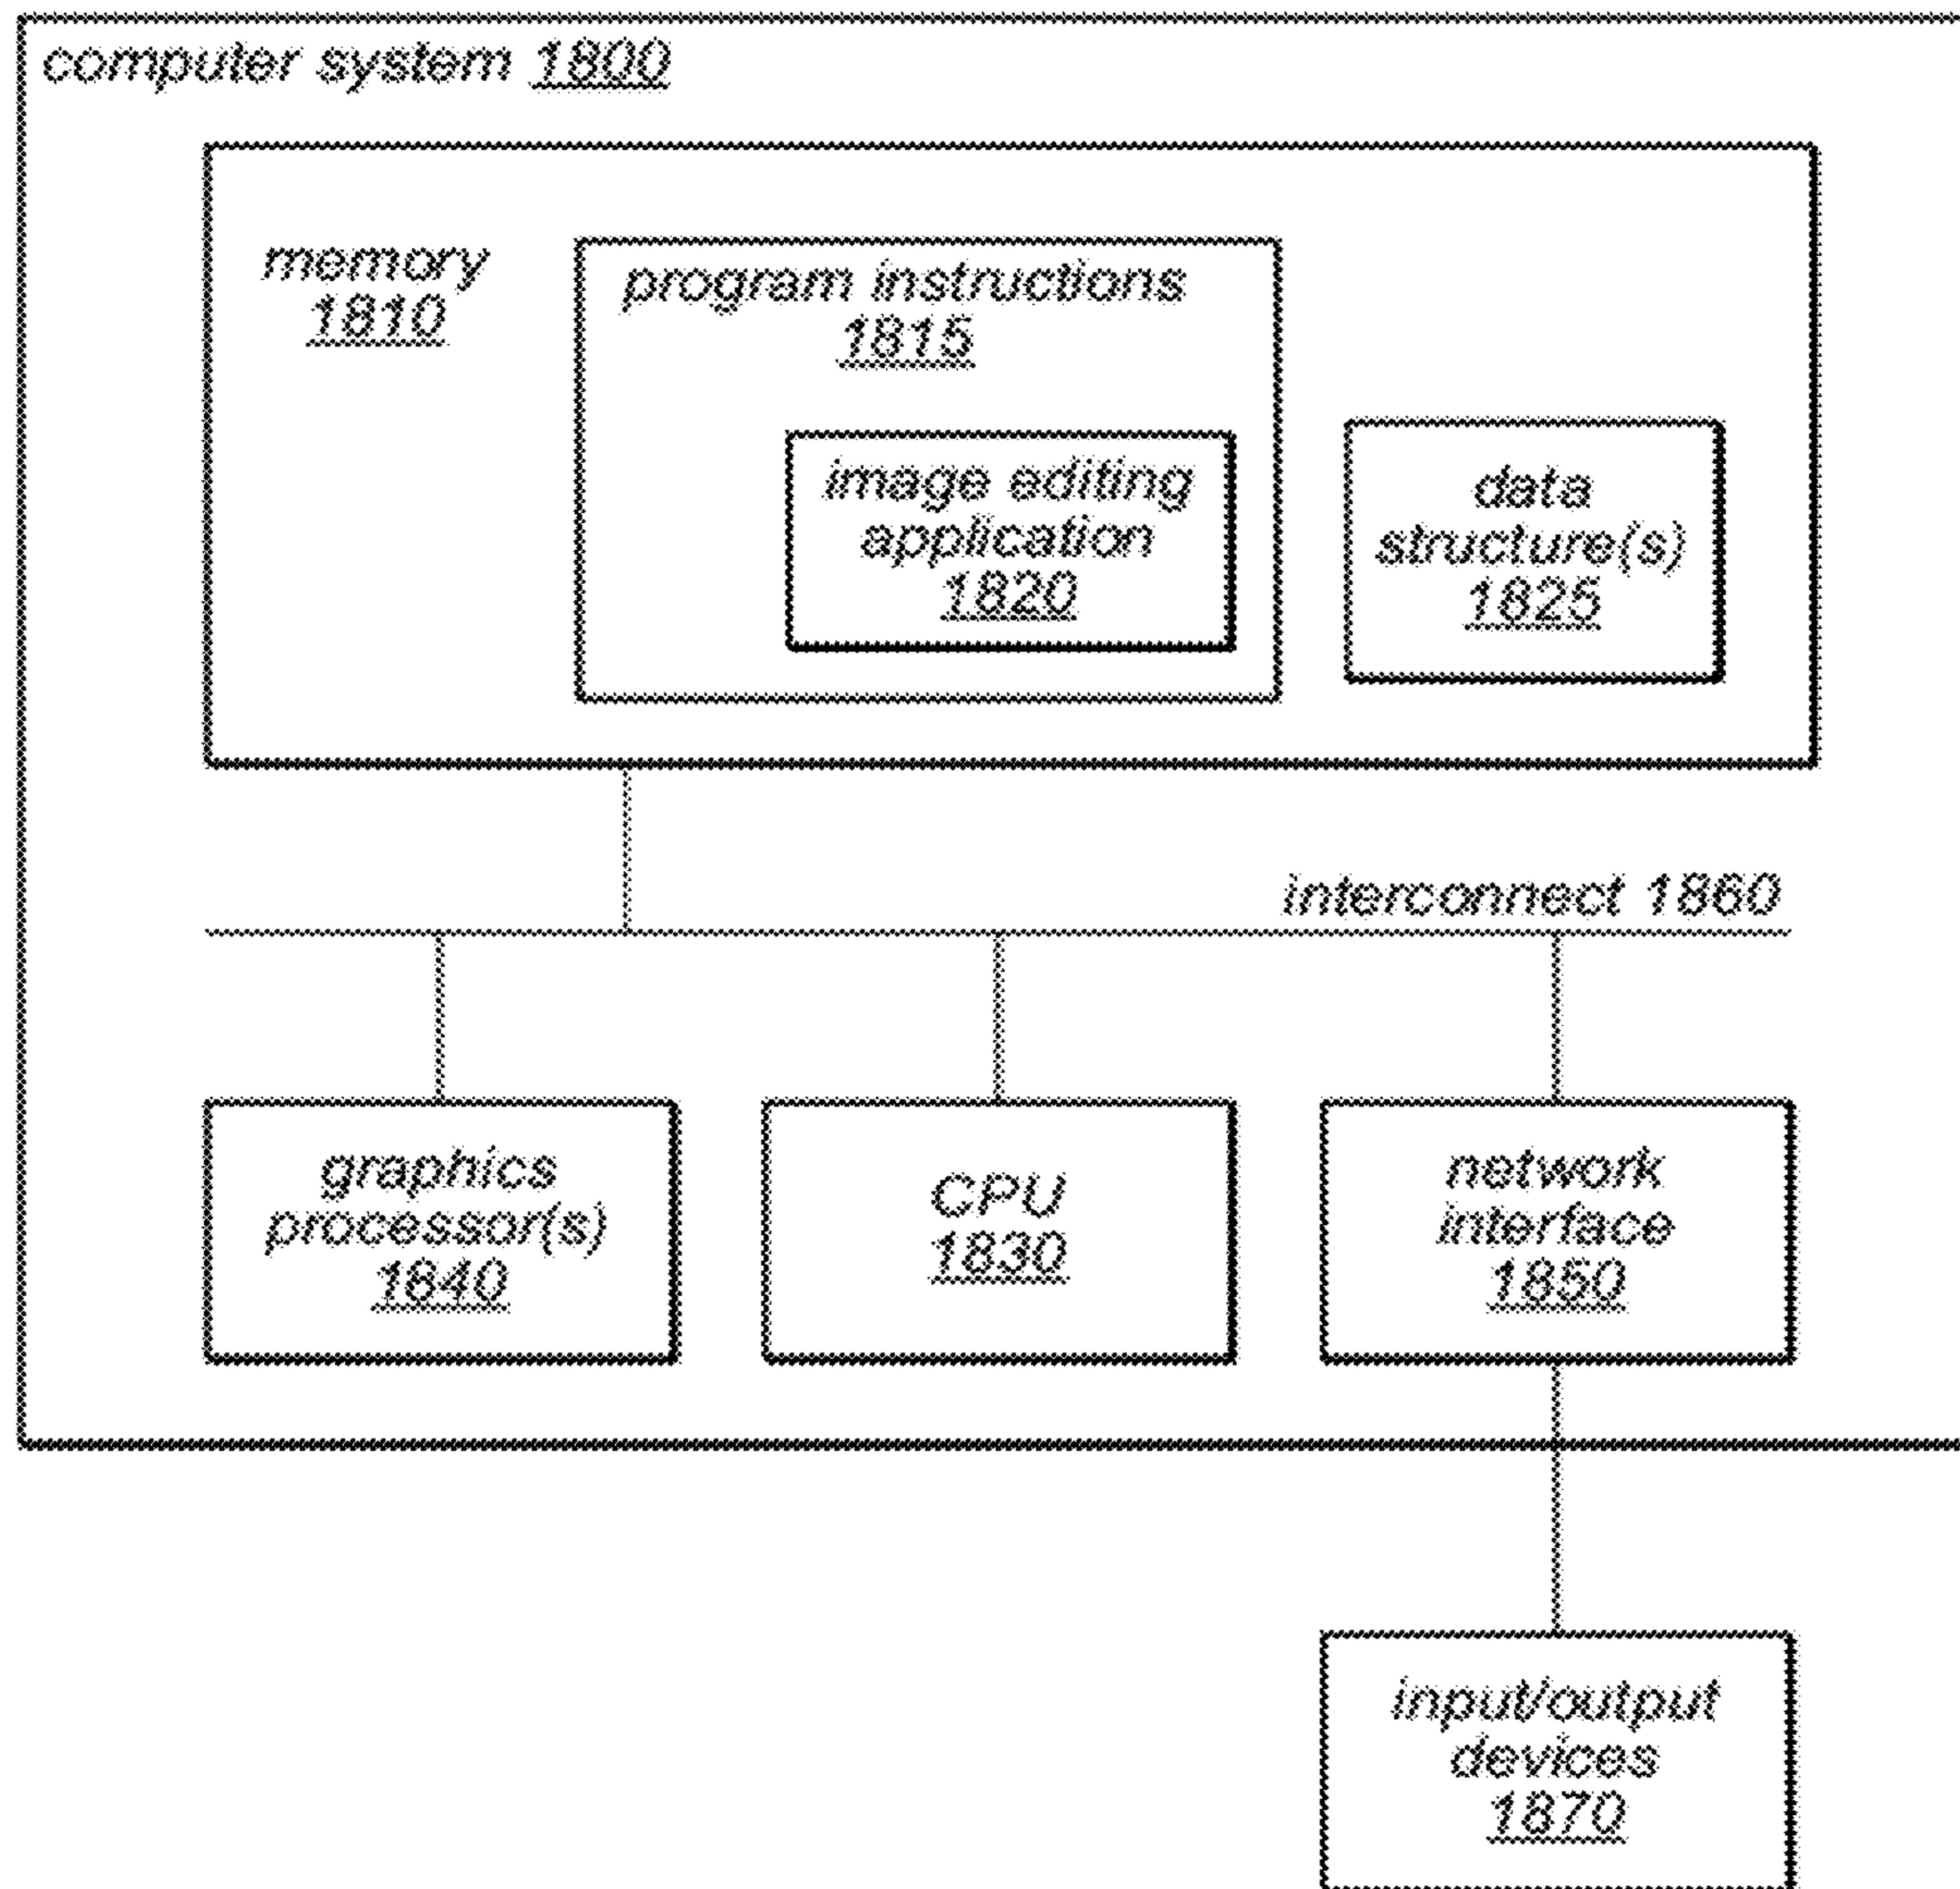 computer system 1800
memory
1810
program instructions
1815
image editing
application
1820
data
structure(s)
1825
interconnect 1860
graphics
processor(s)
1840
CPU
1830
network
interface
1850
input/output
devices
1870